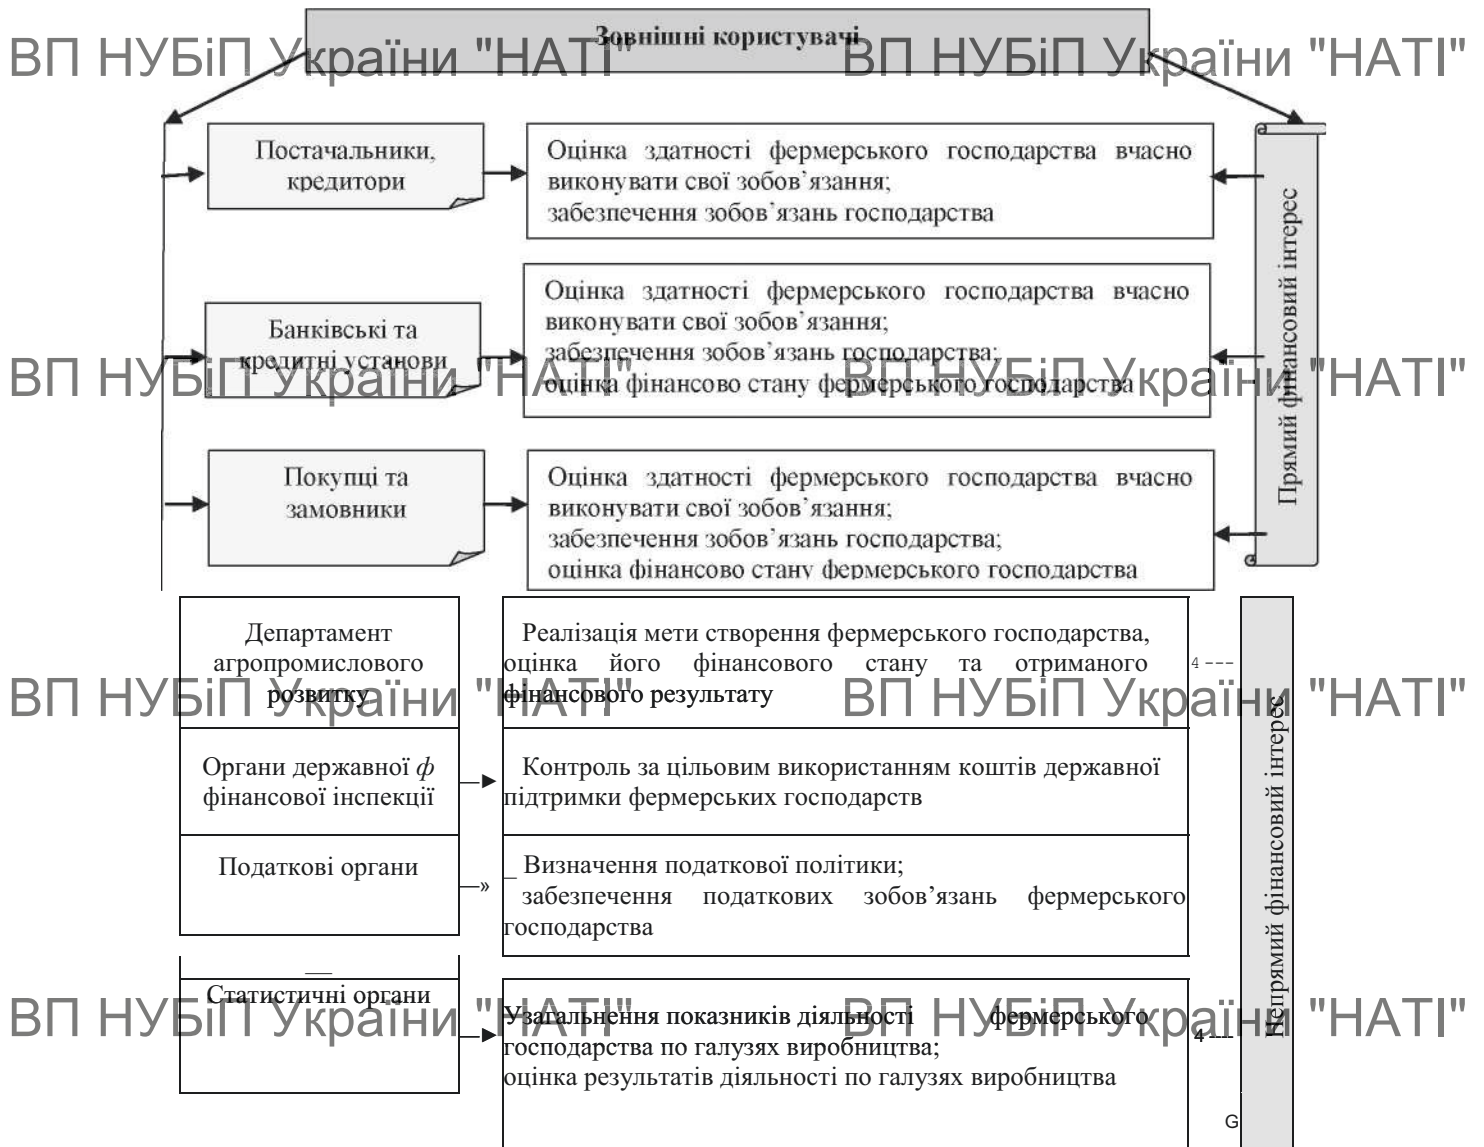 Зовнішні користувачі
ВП НУБіП України "НАТІ" ВП НУБіП України "НАТІ"
Постачальники,
кредитори
Оцінка здатності фермерського господарства вчасно
виконувати свої зобов’язання;
забезпечення зобов’язань господарства
Банківські та
кредитні установи
Оцінка здатності фермерського господарства вчасно
виконувати свої зобов’язання;
забезпечення зобов’язань господарства;
оцінка фінансово стану фермерського господарства
ВП НУБіП України "НАТІ" ВП НУБіП України "НАТІ"
Покупці та
замовники
Оцінка здатності фермерського господарства вчасно
виконувати свої зобов’язання;
забезпечення зобов’язань господарства;
оцінка фінансово стану фермерського господарства
Прямий фінансовий інтерес
Департамент
агропромислового
розвитку
Реалізація мети створення фермерського господарства,
оцінка його фінансового стану та отриманого
фінансового результату
4 ---
ВП НУБіП України "НАТІ" ВП НУБіП України "НАТІ"
Органи державної ф
фінансової інспекції
Контроль за цільовим використанням коштів державної
підтримки фермерських господарств
Податкові органи
—»
_ Визначення податкової політики;
забезпечення податкових зобов’язань фермерського
господарства
Статистичні органи
Узагальнення показників діяльності фермерського
господарства по галузях виробництва;
оцінка результатів діяльності по галузях виробництва
4 ---
ВП НУБіП України "НАТІ" ВП НУБіП України "НАТІ"
Непрямий фінансовий інтерес
G